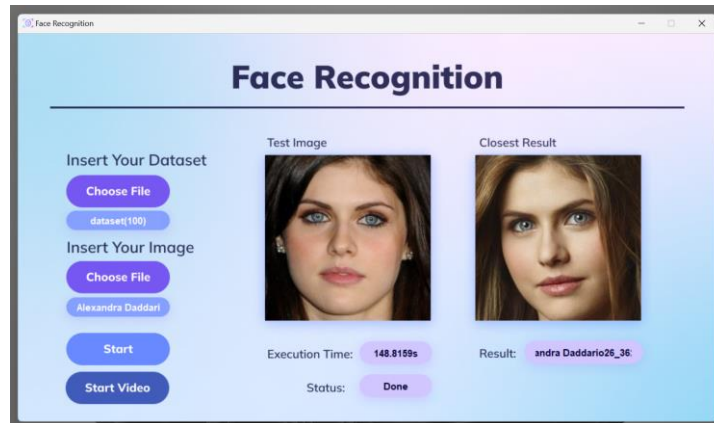 Face Recognition
Face Recognition
Insert Your Dataset
Choose File
dataset(100)
Insert Your Image
Choose File
Alexandra Daddari
Start
Start Video
Test Image
Closest Result
Execution Time: 148.8159s
Status: Done
Result: andra Daddario26_36: